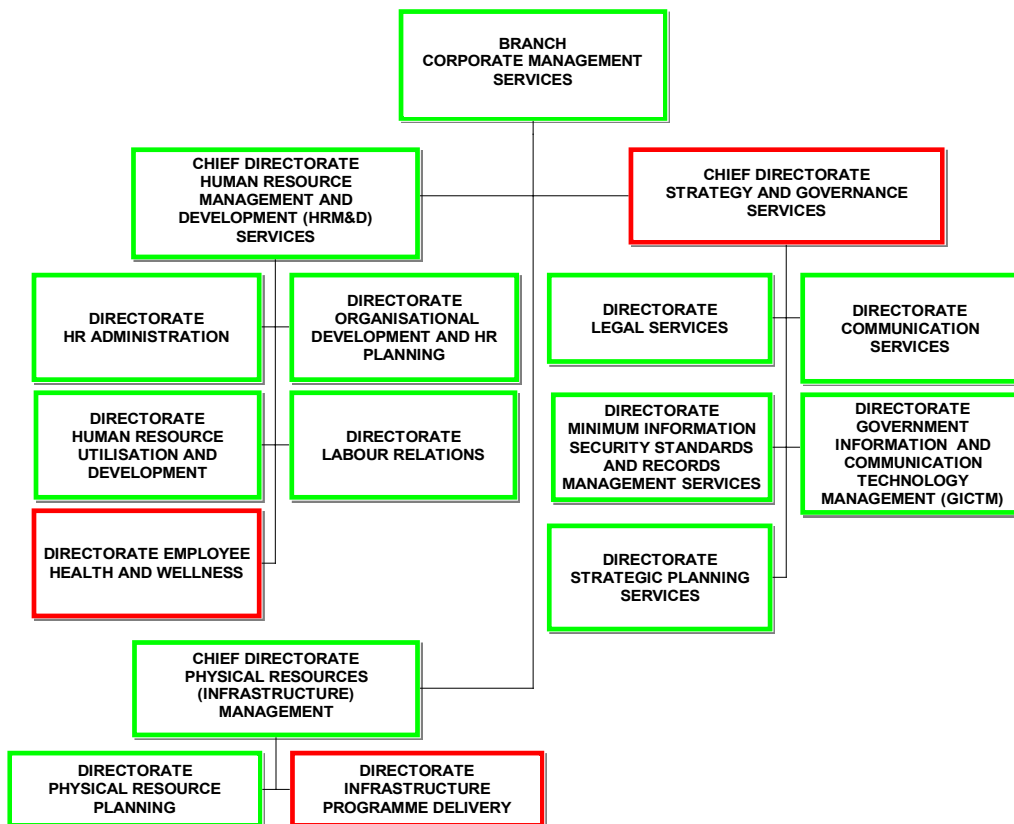 BRANCH
CORPORATE MANAGEMENT
SERVICES
CHIEF DIRECTORATE
HUMAN RESOURCE
MANAGEMENT AND
DEVELOPMENT (HRM&D)
SERVICES
CHIEF DIRECTORATE
STRATEGY AND GOVERNANCE
SERVICES
DIRECTORATE
HR ADMINISTRATION
DIRECTORATE
ORGANISATIONAL
DEVELOPMENT AND HR
PLANNING
DIRECTORATE
LEGAL SERVICES
DIRECTORATE
COMMUNICATION
SERVICES
DIRECTORATE
HUMAN RESOURCE
UTILISATION AND
DEVELOPMENT
DIRECTORATE
LABOUR RELATIONS
DIRECTORATE
MINIMUM INFORMATION
SECURITY STANDARDS
AND RECORDS
MANAGEMENT SERVICES
DIRECTORATE
GOVERNMENT
INFORMATION AND
COMMUNICATION
TECHNOLOGY
MANAGEMENT (GICTM)
DIRECTORATE EMPLOYEE
HEALTH AND WELLNESS
DIRECTORATE
STRATEGIC PLANNING
SERVICES
CHIEF DIRECTORATE
PHYSICAL RESOURCES
(INFRASTRUCTURE)
MANAGEMENT
DIRECTORATE
PHYSICAL RESOURCE
PLANNING
DIRECTORATE
INFRASTRUCTURE
PROGRAMME DELIVERY